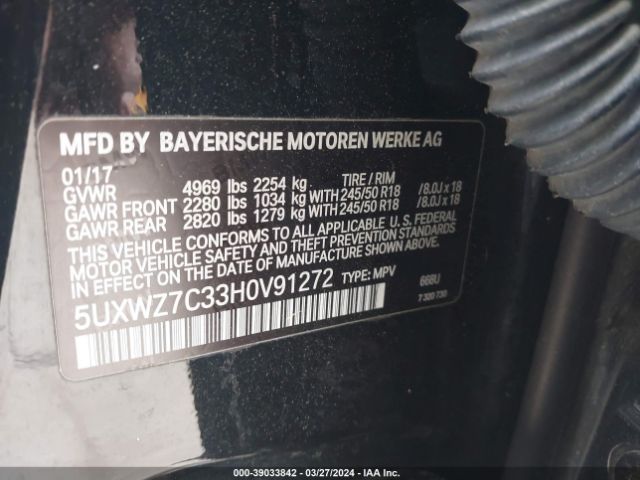 MFD BY BAYERISCHE MOTOREN WERKE AG
01/17
GVWR 4969 lbs 2254 kg TIRE / RIM
GAWR FRONT 2280 lbs 1034 kg WITH 245/50 R18 /8.0J x 18
GAWR REAR 2820 lbs 1279 kg WITH 245/50 R18 /8.0J x 18
THIS VEHICLE CONFORMS TO ALL APPLICABLE U.S. FEDERAL
MOTOR VEHICLE SAFETY AND THEFT PREVENTION STANDARDS
IN EFFECT ON THE DATE OF MANUFACTURE SHOWN ABOVE.
5UXWZ7C33H0V91272 TYPE: MPV 668U
7 320 730
000-39033842 - 03/27/2024 - IAA Inc.